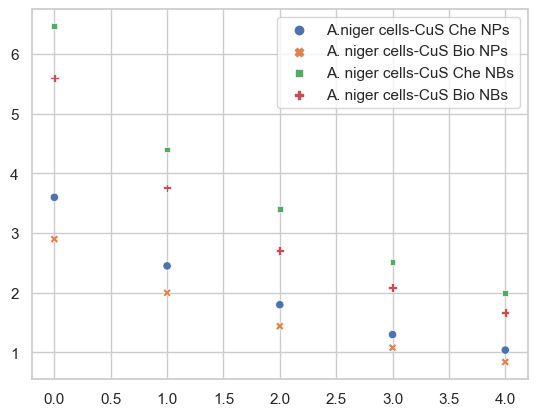 A.niger cells-CuS Che NPs
A. niger cells-CuS Bio NPs
A. niger cells-CuS Che NBs
A. niger cells-CuS Bio NBs
6
5
4
3
2
1
0.0 0.5 1.0 1.5 2.0 2.5 3.0 3.5 4.0